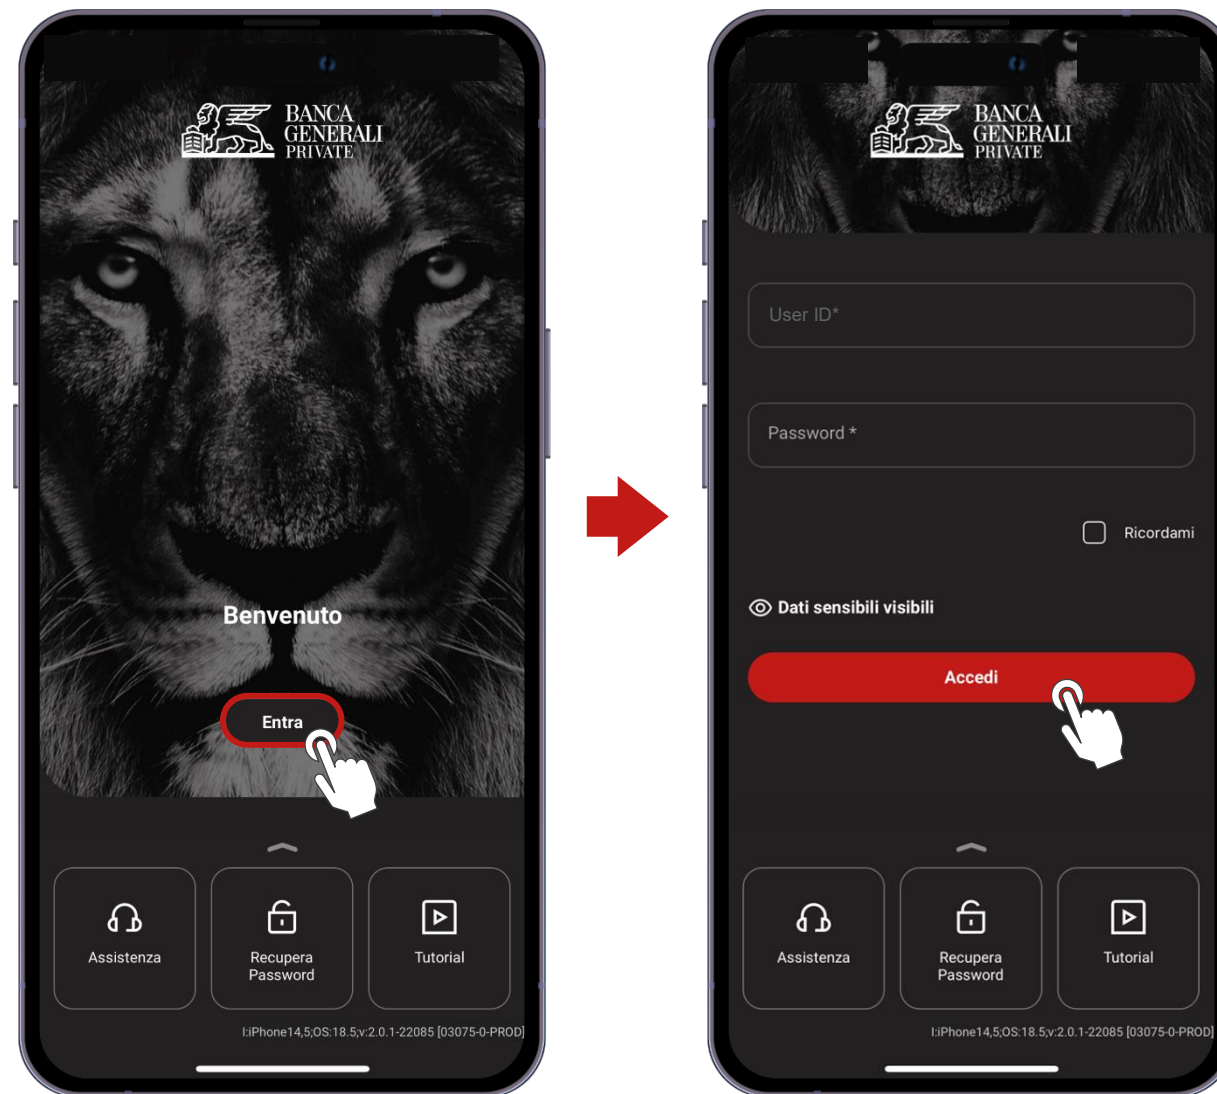 BANCA
GENERALI
PRIVATE
Benvenuto
Entra
Assistenza
Recupera
Password
Tutorial
I:iPhone14,5;OS:18.5;v:2.0.1-22085 [03075-0-PROD]
BANCA
GENERALI
PRIVATE
User ID*
Password *
Ricordami
Dati sensibili visibili
Accedi
Assistenza
Recupera
Password
Tutorial
I:iPhone14,5;OS:18.5;v:2.0.1-22085 [03075-0-PROD]